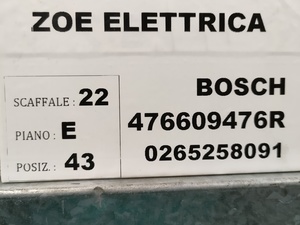 ZOE ELETTRICA
SCAFFALE : 22
PIANO : E
POSIZ. : 43
BOSCH
476609476R
0265258091